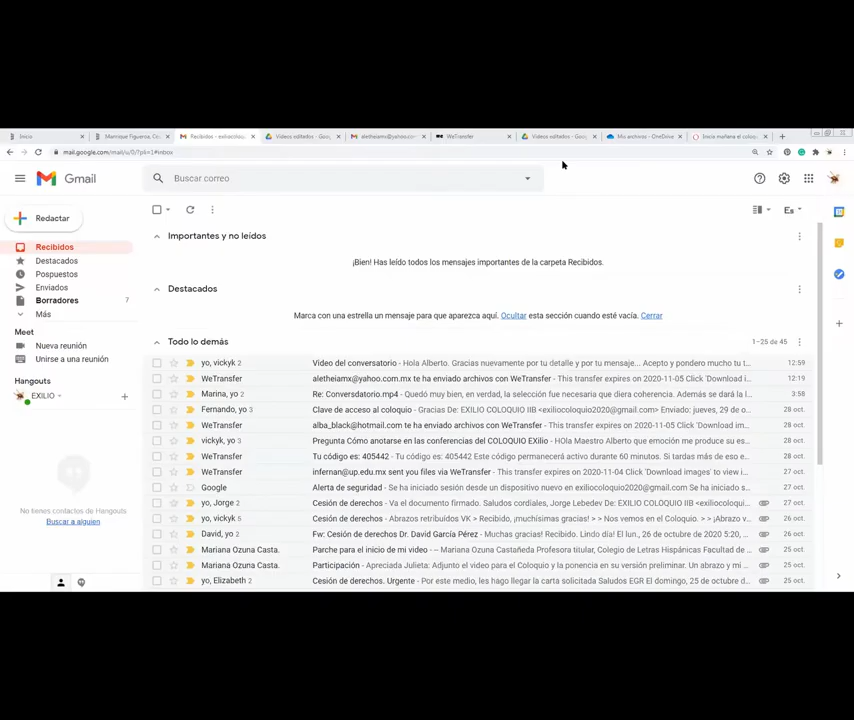 Inicio
Manrique Figueroa, Co
Recibidos - exiliocoloqu
Videos editados - Goog
aletheiamx@yahoo.com
WeTransfer
Videos editados - Goog
Mis archivos - OneDrive
Inicia mañana el coloq
mail.google.com/mail/u/0/?pli=1#inbox
Gmail
Buscar correo
Redactar
Es
Recibidos
Destacados
Pospuestos
Enviados
Borradores 7
Más
Meet
Nueva reunión
Unirse a una reunión
Hangouts
EXILIO
No tienes contactos de Hangouts
Buscar a alguien
Importantes y no leídos
¡Bien! Has leído todos los mensajes importantes de la carpeta Recibidos.
Destacados
Marca con una estrella un mensaje para que aparezca aquí. Ocultar esta sección cuando esté vacía. Cerrar
Todo lo demás 1–25 de 45
yo, vickyk 2 Vídeo del conversatorio - Hola Alberto. Gracias nuevamente por tu detalle y por tu mensaje... Acepto y pondero mucho tu t... 12:59
WeTransfer aletheiamx@yahoo.com.mx te ha enviado archivos con WeTransfer - This transfer expires on 2020-11-05 Click 'Download i... 12:19
Marina, yo 2 Re: Conversdatorio.mp4 - Quedó muy bien, en verdad, la selección fue necesaria que diera coherencia. Además se dará la l... 3:58
Fernando, yo 3 Clave de acceso al coloquio - Gracias De: EXILIO COLOQUIO IIB <exiliocoloquio2020@gmail.com> Enviado: jueves, 29 de o... 28 oct.
WeTransfer alba_black@hotmail.com te ha enviado archivos con WeTransfer - This transfer expires on 2020-11-05 Click 'Download i... 28 oct.
vickyk, yo 3 Pregunta Cómo anotarse en las conferencias del COLOQUIO EXilio - HOla Maestro Alberto que emoción me produce su es... 28 oct.
WeTransfer Tu código es: 405442 - Tu código es: 405442 Este código permanecerá activo durante 60 minutos. Si tardas más de eso e... 28 oct.
WeTransfer infernan@up.edu.mx sent you files via WeTransfer - This transfer expires on 2020-11-04 Click 'Download images' to view i... 27 oct.
Google Alerta de seguridad - Se ha iniciado sesión desde un dispositivo nuevo en exiliocoloquio2020@gmail.com Se ha iniciado s... 27 oct.
yo, Jorge 2 Cesión de derechos - Va el documento firmado. Saludos cordiales, Jorge Lebedev De: EXILIO COLOQUIO IIB <exiliocoloqui... 27 oct.
yo, vickyk 5 Cesión de derechos - Abrazos retribuidos VK > Recibido, ¡muchísimas gracias! > > Nos vemos en el Coloquio. > > ¡Abrazo v... 26 oct.
David, yo 2 Fw: Cesión de derechos Dr. David García Pérez - Muchas gracias! Recibido. Lindo día! El lun., 26 de octubre de 2020 5:20, ... 26 oct.
Mariana Ozuna Casta. Parche para el inicio de mi video - -- Mariana Ozuna Castañeda Profesora titular, Colegio de Letras Hispánicas Facultad de ... 25 oct.
Mariana Ozuna Casta. Participación - Apreciada Julieta: Adjunto el video para el Coloquio y la ponencia en su versión preliminar. Un abrazo y mi ... 25 oct.
yo, Elizabeth 2 Cesión de derechos. Urgente - Por este medio, les hago llegar la carta solicitada Saludos EGR El domingo, 25 de octubre d... 25 oct.